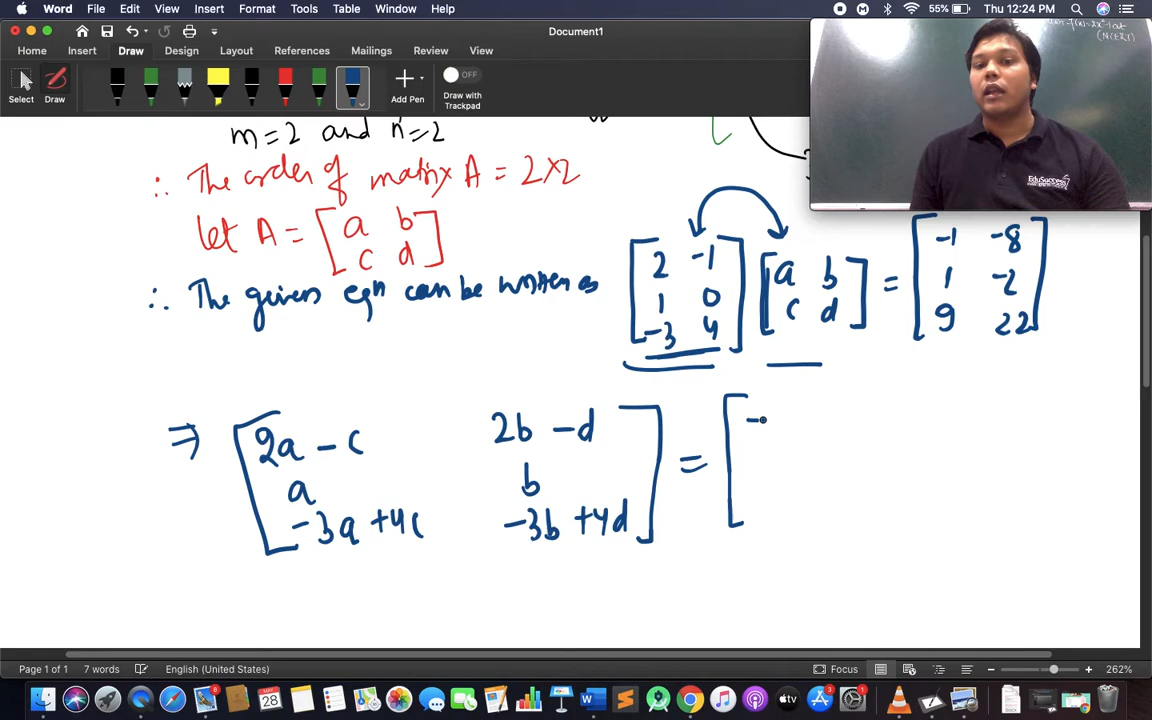 Word File Edit View Insert Format Tools Table Window Help 55% Tue 12:24 PM
Document1
Home Insert Draw Design Layout References Mailings Review View
Select Draw Add Pen OFF Draw with Trackpad
m=2 and n=2
∴ The order of matrix A = 2×2
let A = [a b
c d]
∴ The given eqn can be written as [2 -1
1 0
-3 4] [a b
c d] = [-1 -8
1 -2
9 22]
⇒ [2a - c 2b - d
a b
-3a + 4c -3b + 4d] = [-
EduSuccess
Page 1 of 1 7 words English (United States) Focus 262%